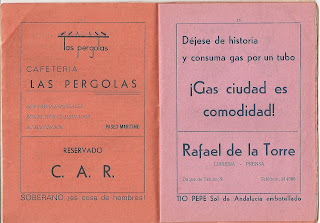 las pergolas
CAFETERIA
LAS PERGOLAS
PASEO MARITIMO
RESERVADO
C. A. R.
SOBERANO ¡es cosa de hombres!
Déjese de historia
y consuma gas por un tubo
¡Gas ciudad es
comodidad!
Rafael de la Torre
LIBRERIA - PRENSA
TIO PEPE Sol de Andalucía embotellado